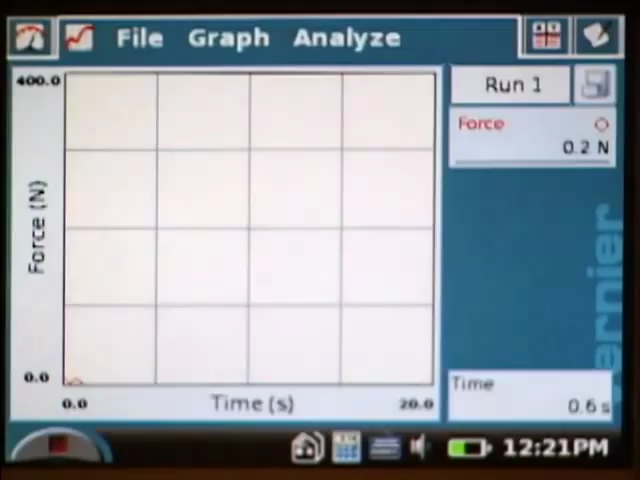 File Graph Analyze
400.0
Run 1
Force
0.2 N
Force (N)
ernier
0.0
0.0 Time (s) 20.0
Time
0.6 s
12:21PM